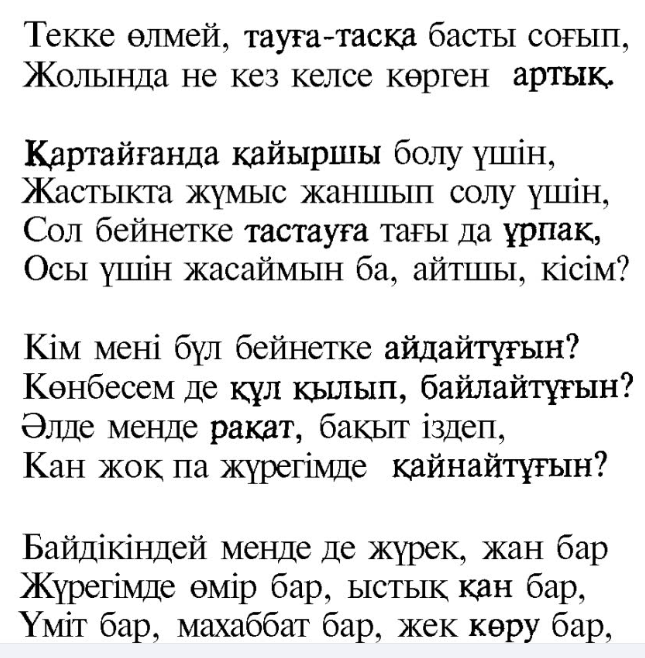 Текке өлмей, тауға-тасқа басты соғып,
Жолында не кез келсе көрген артық.
Қартайғанда қайыршы болу үшін,
Жастыкта жұмыс жаншып солу үшін,
Сол бейнетке тастауға тағы да ұрпақ,
Осы үшін жасаймын ба, айтшы, кісім?
Кім мені бұл бейнетке айдайтұғын?
Көнбесем де құл қылып, байлайтұғын?
Әлде менде рақат, бақыт іздеп,
Кан жоқ па жүрегімде қайнайтұғын?
Байдікіндей менде де жүрек, жан бар
Жүрегімде өмір бар, ыстық қан бар,
Үміт бар, махаббат бар, жек көру бар,